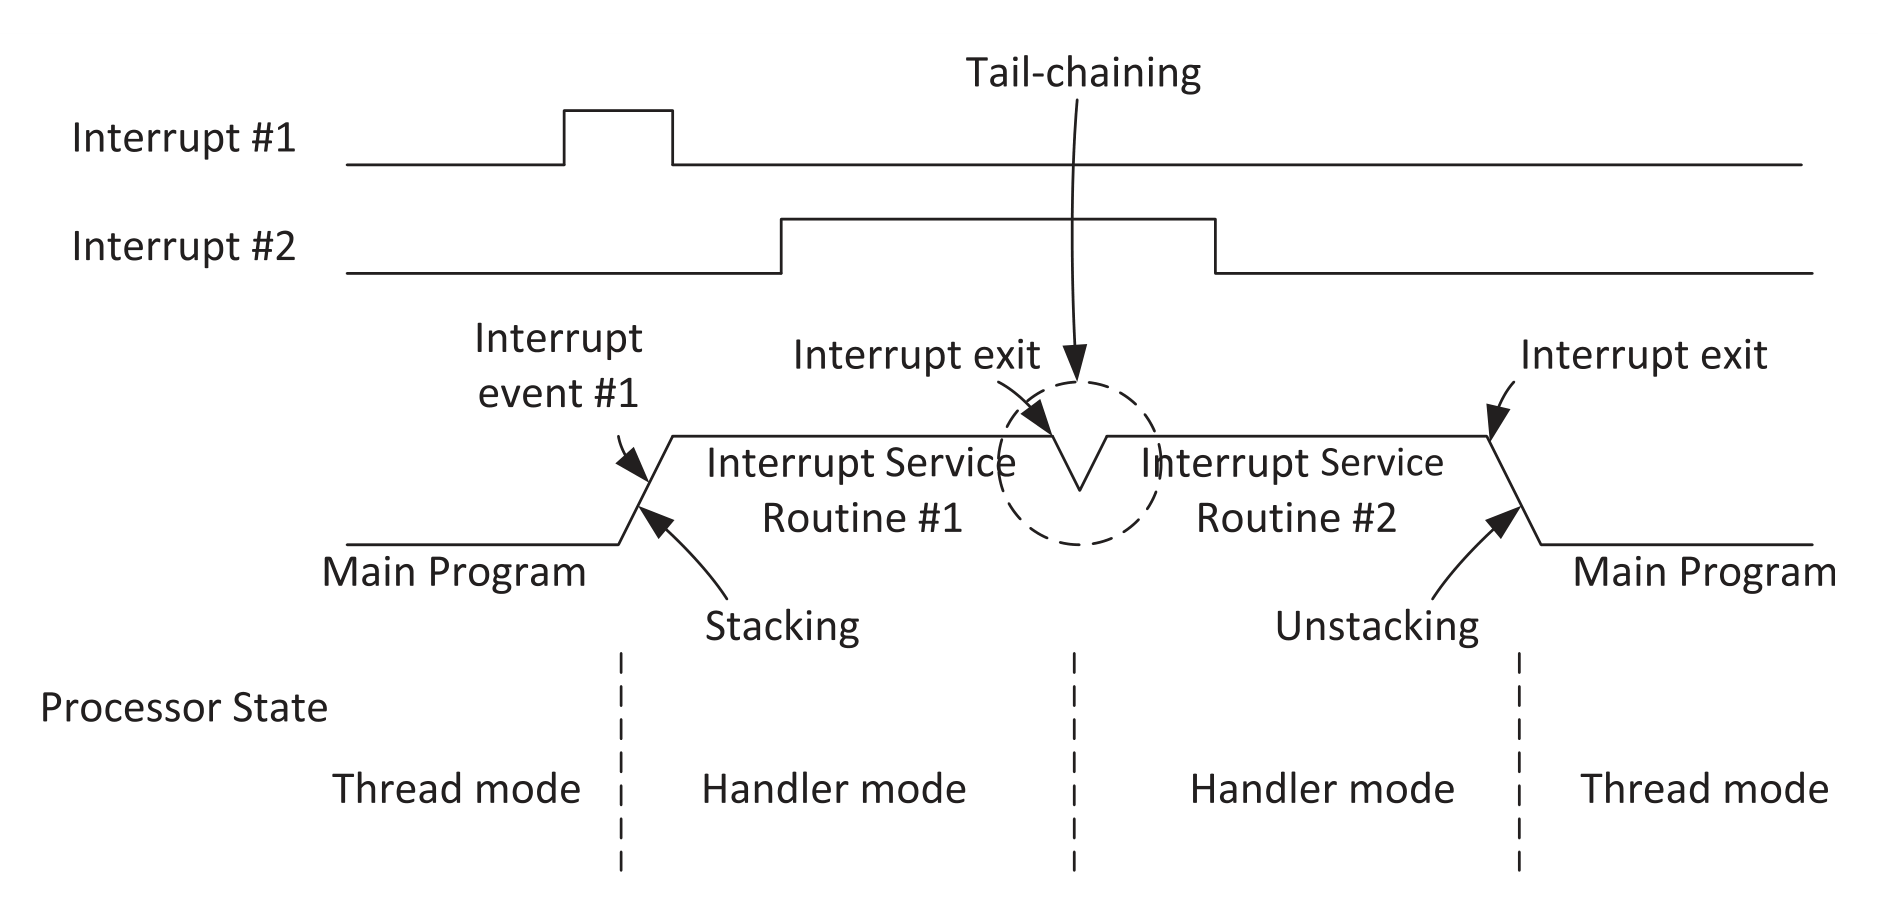 Tail-chaining
Interrupt #1
Interrupt #2
Interrupt
event #1
Interrupt exit
Interrupt exit
Interrupt Service
Routine #1
Interrupt Service
Routine #2
Main Program
Main Program
Stacking
Unstacking
Processor State
Thread mode
Handler mode
Handler mode
Thread mode